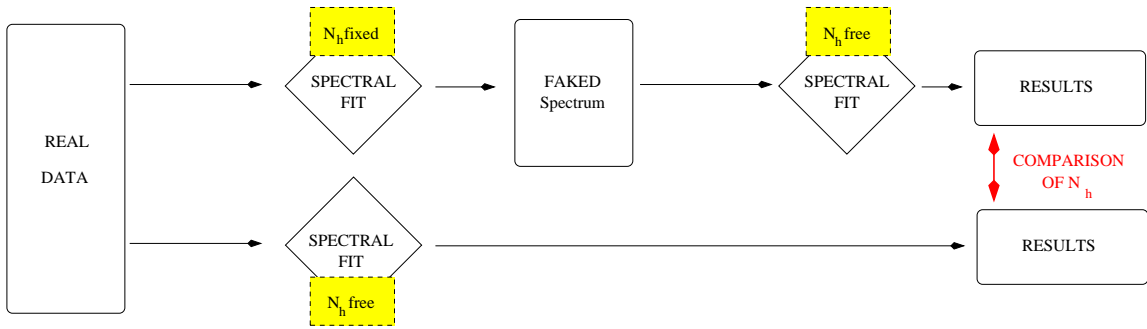 REAL
DATA
N_h fixed
SPECTRAL
FIT
FAKED
Spectrum
N_h free
SPECTRAL
FIT
RESULTS
COMPARISON
OF N_h
SPECTRAL
FIT
N_h free
RESULTS